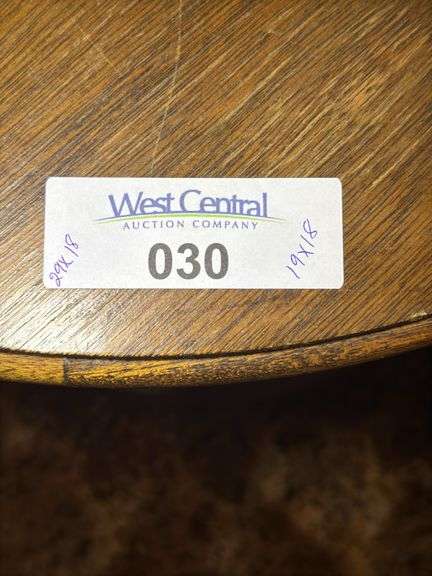 West Central
AUCTION COMPANY
030
29X18
19X18